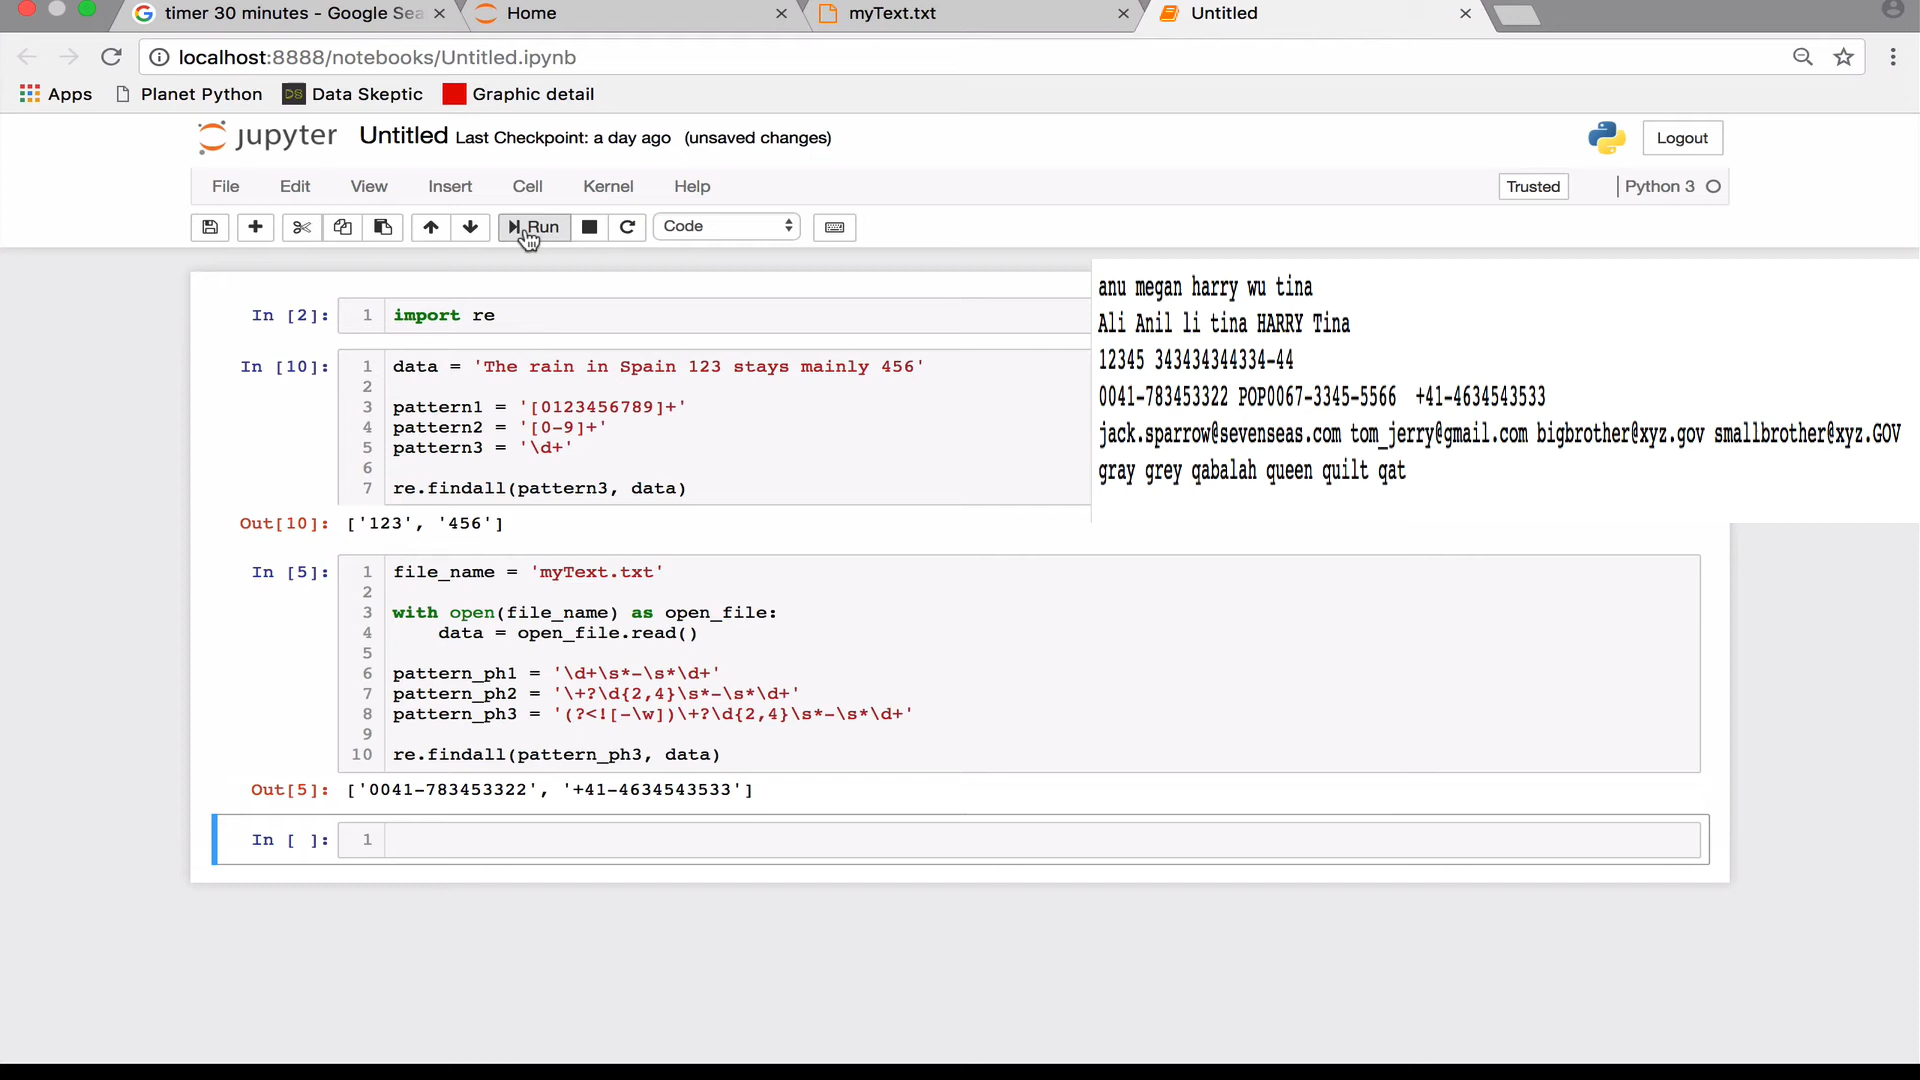 timer 30 minutes - Google Sea
Home
myText.txt
Untitled
localhost:8888/notebooks/Untitled.ipynb
Apps
Planet Python
DS
Data Skeptic
Graphic detail
jupyter
Untitled Last Checkpoint: a day ago (unsaved changes)
Logout
File
Edit
View
Insert
Cell
Kernel
Help
Trusted
Python 3
Run
Code
In [2]:
1 import re
In [10]:
1 data = 'The rain in Spain 123 stays mainly 456'
2
3 pattern1 = '[0123456789]+'
4 pattern2 = '[0-9]+'
5 pattern3 = '\d+'
6
7 re.findall(pattern3, data)
Out[10]: ['123', '456']
anu megan harry wu tina
Ali Anil li tina HARRY Tina
12345 343434344334-44
0041-783453322 POP0067-3345-5566 +41-4634543533
jack.sparrow@sevenseas.com tom_jerry@gmail.com bigbrother@xyz.gov smallbrother@xyz.GOV
gray grey qabalah queen quilt qat
In [5]:
1 file_name = 'myText.txt'
2
3 with open(file_name) as open_file:
4 data = open_file.read()
5
6 pattern_ph1 = '\d+\s*-\s*\d+'
7 pattern_ph2 = '\+?\d{2,4}\s*-\s*\d+'
8 pattern_ph3 = '(?<![-\w])\+?\d{2,4}\s*-\s*\d+'
9
10 re.findall(pattern_ph3, data)
Out[5]: ['0041-783453322', '+41-4634543533']
In [ ]:
1